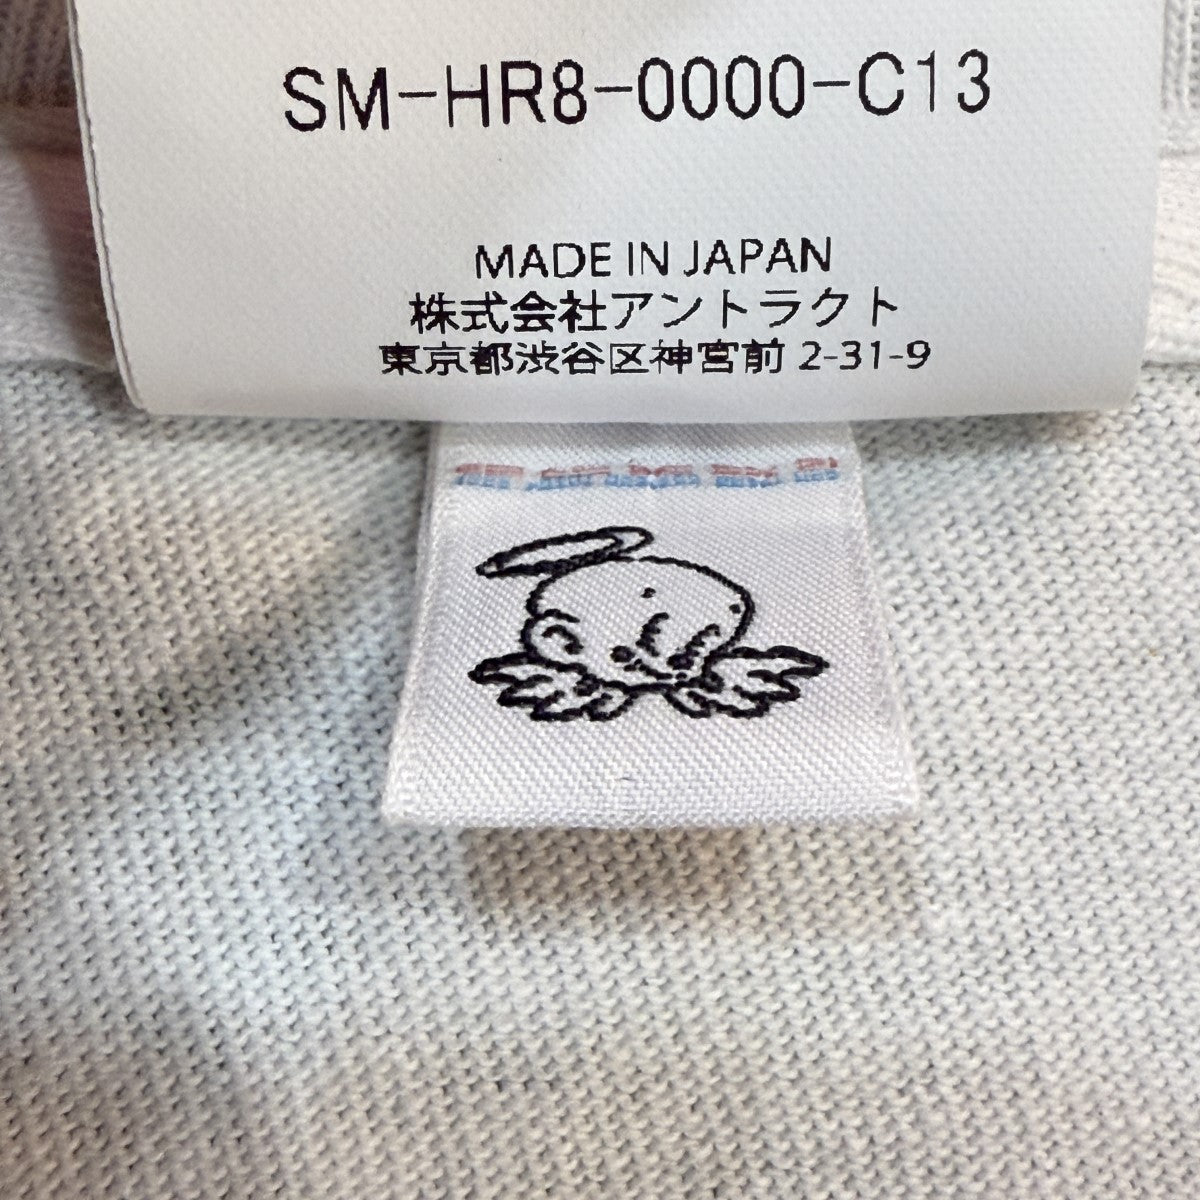 SM-HR8-0000-C13
MADE IN JAPAN
株式会社アントラクト
東京都渋谷区神宮前 2-31-9